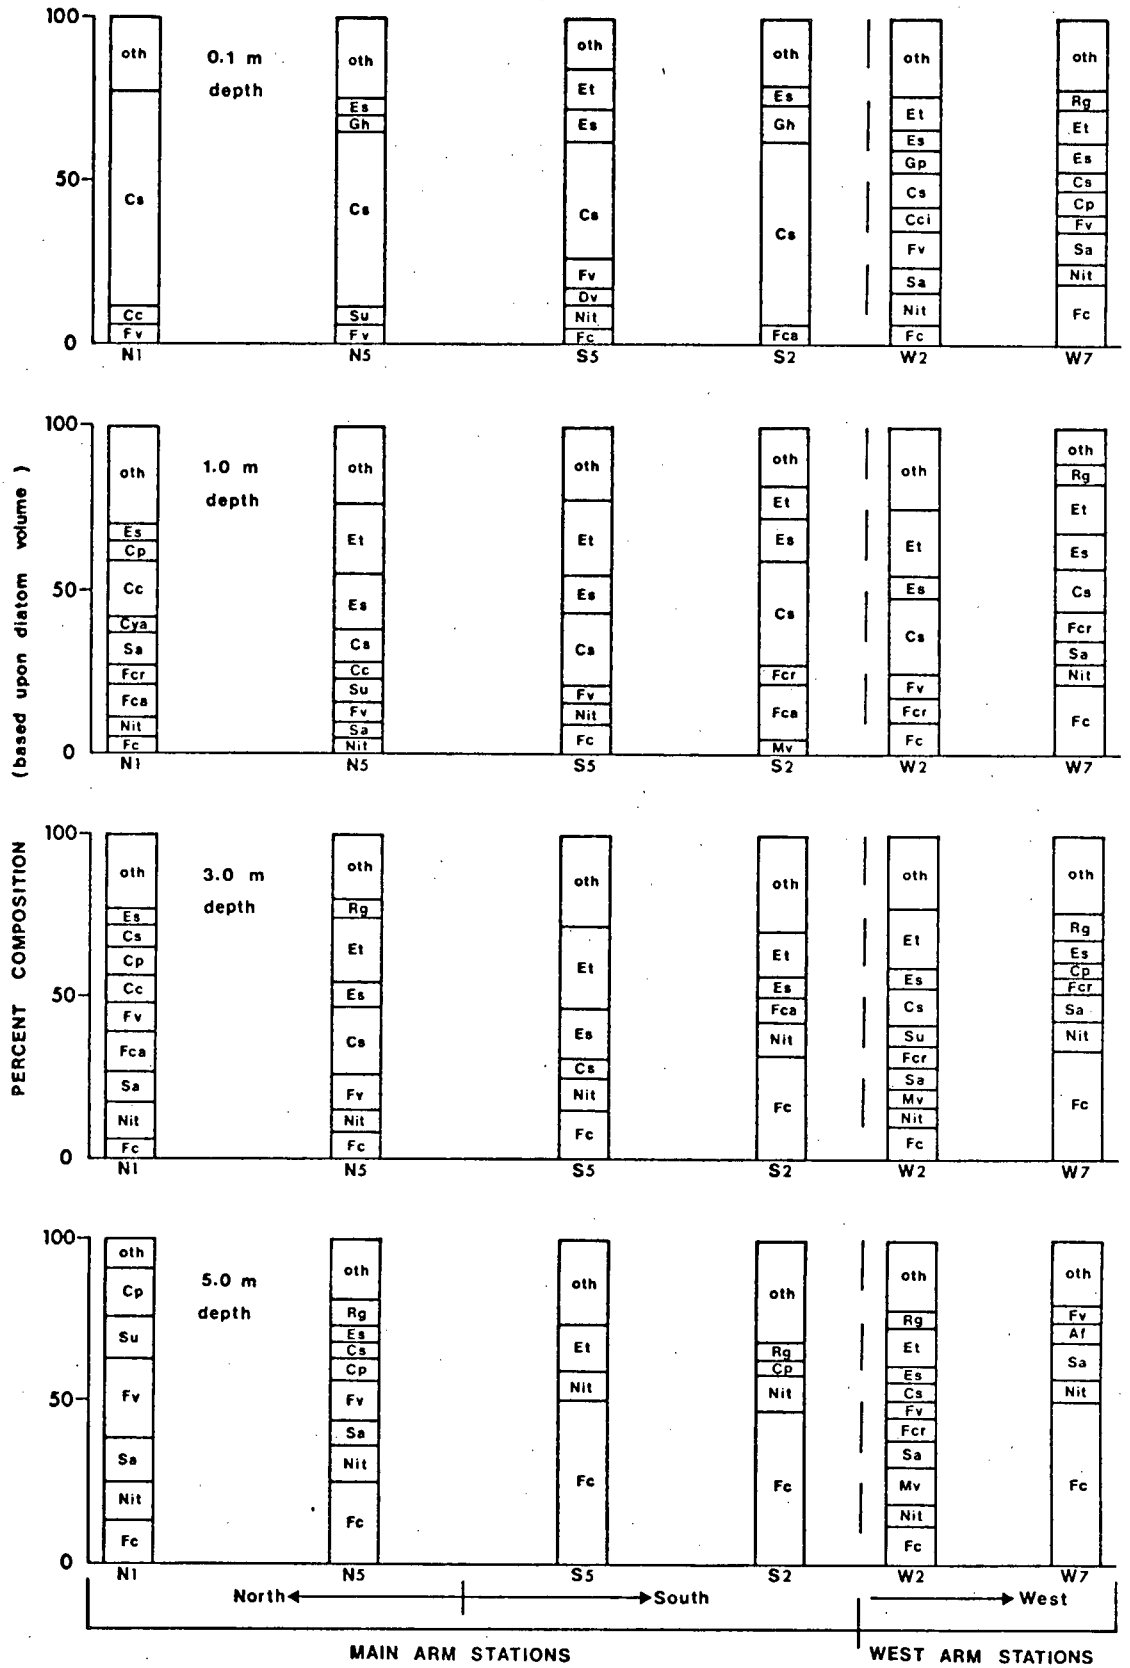 PERCENT COMPOSITION (based upon diatom volume)
100
50
0
0.1 m
depth
oth
Cs
Cc
Fv
N1
oth
Es
Gh
Cs
Su
Fv
N5
oth
Et
Es
Cs
Fv
Dv
Nit
Fc
S5
oth
Es
Gh
Cs
Fca
S2
oth
Et
Es
Gp
Cs
Cci
Fv
Sa
Nit
Fc
W2
oth
Rg
Et
Es
Cs
Cp
Fv
Sa
Nit
Fc
W7
100
50
0
1.0 m
depth
oth
Es
Cp
Cc
Cya
Sa
Fcr
Fca
Nit
Fc
N1
oth
Et
Es
Cs
Cc
Su
Fv
Sa
Nit
N5
oth
Et
Es
Cs
Fv
Nit
Fc
S5
oth
Et
Es
Cs
Fcr
Fca
Mv
S2
oth
Et
Es
Cs
Fv
Fcr
Fc
W2
oth
Rg
Et
Es
Cs
Fcr
Sa
Nit
Fc
W7
100
50
0
3.0 m
depth
oth
Es
Cs
Cp
Cc
Fv
Fca
Sa
Nit
Fc
N1
oth
Rg
Et
Es
Cs
Fv
Nit
Fc
N5
oth
Et
Es
Cs
Nit
Fc
S5
oth
Et
Es
Fca
Nit
Fc
S2
oth
Et
Es
Cs
Su
Fcr
Sa
Mv
Nit
Fc
W2
oth
Rg
Es
Cp
Fcr
Sa
Nit
Fc
W7
100
50
0
5.0 m
depth
oth
Cp
Su
Fv
Sa
Nit
Fc
N1
oth
Rg
Es
Cs
Cp
Fv
Sa
Nit
Fc
N5
oth
Et
Nit
Fc
S5
oth
Rg
Cp
Nit
Fc
S2
oth
Rg
Et
Es
Cs
Fv
Fcr
Sa
Mv
Nit
Fc
W2
oth
Fv
Af
Sa
Nit
Fc
W7
North
South
West
MAIN ARM STATIONS
WEST ARM STATIONS